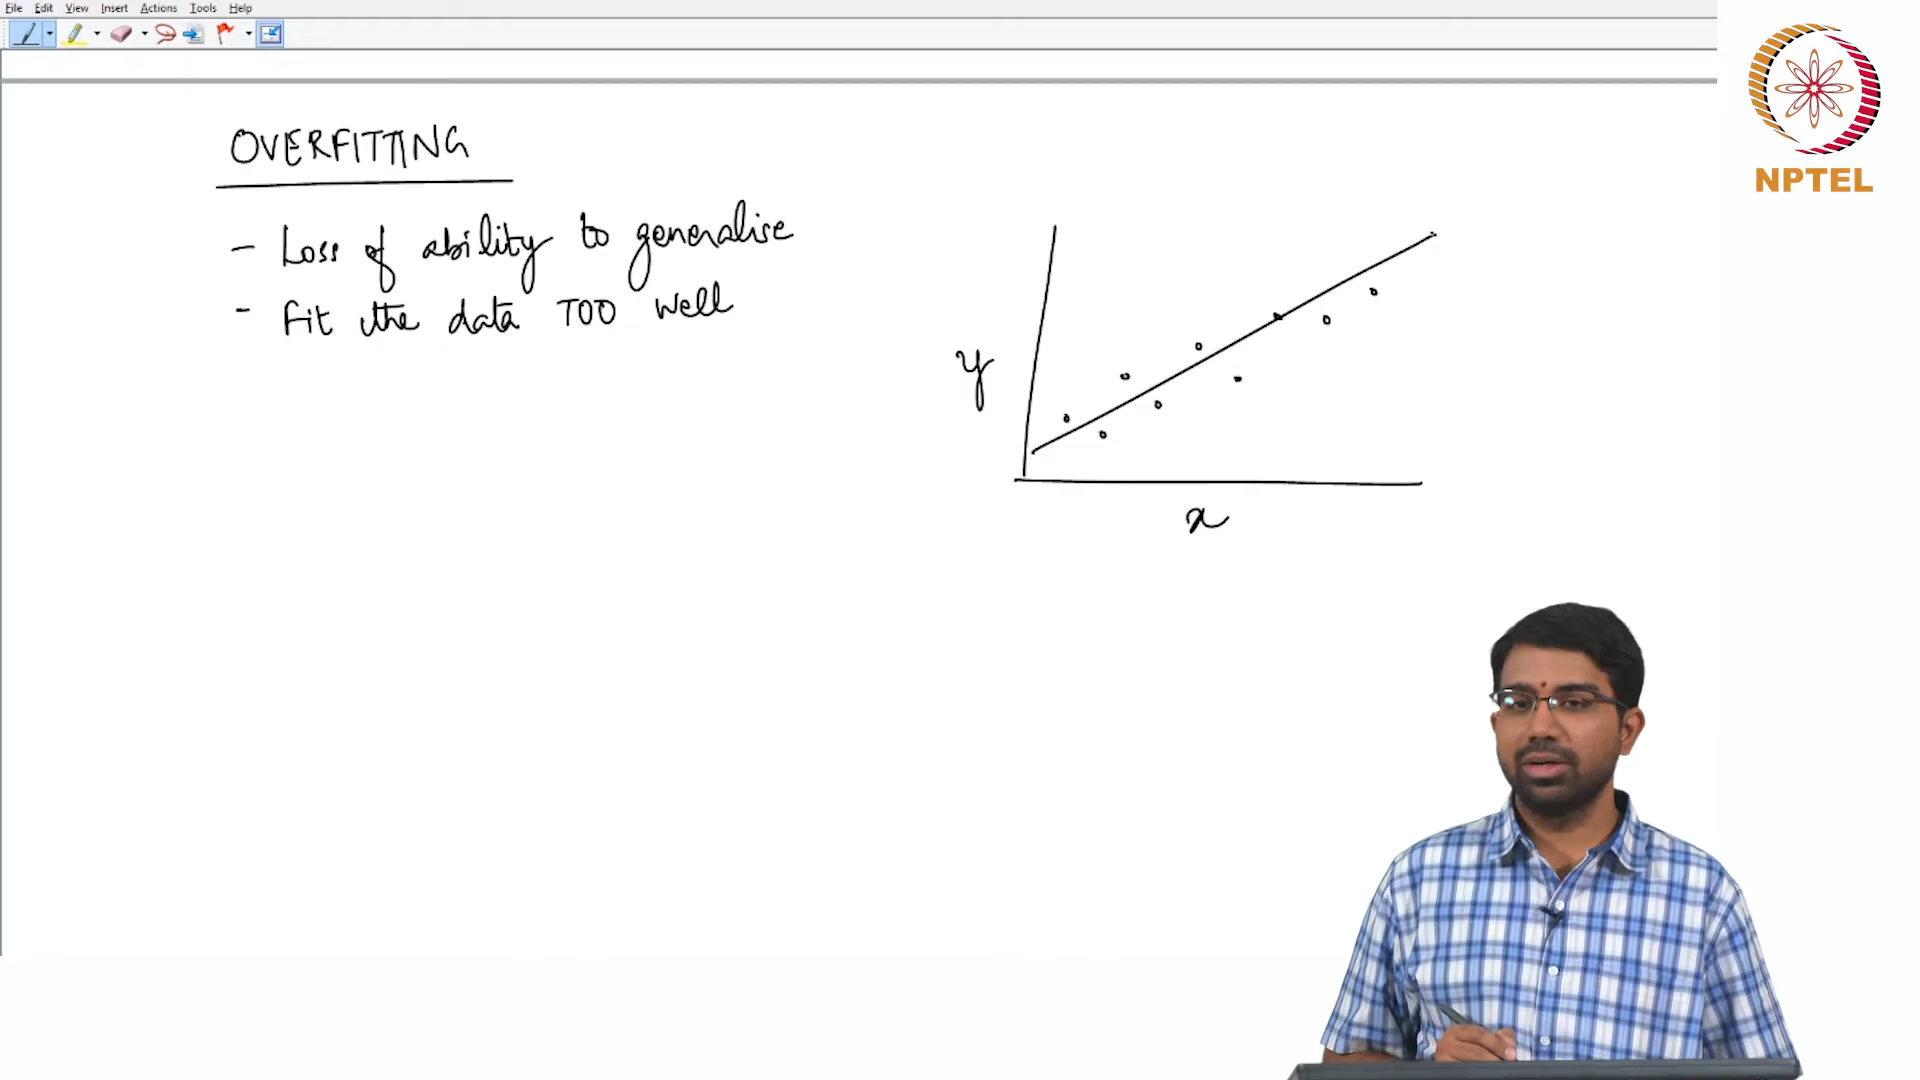 File Edit View Insert Actions Tools Help
NPTEL
OVERFITTING
- Loss of ability to generalise
- Fit the data TOO well
y
x